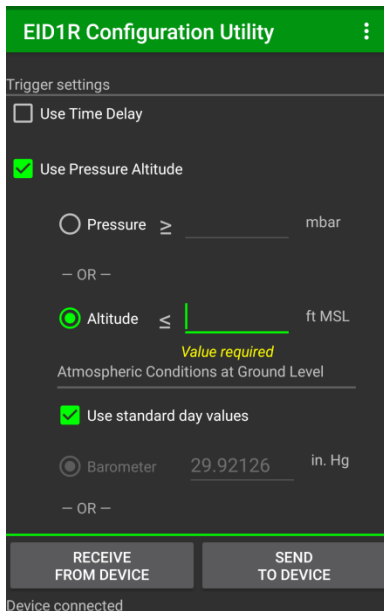 EID1R Configuration Utility
Trigger settings
Use Time Delay
Use Pressure Altitude
Pressure ≥ mbar
— OR —
Altitude ≤ ft MSL
Value required
Atmospheric Conditions at Ground Level
Use standard day values
Barometer 29.92126 in. Hg
— OR —
RECEIVE
FROM DEVICE
SEND
TO DEVICE
Device connected